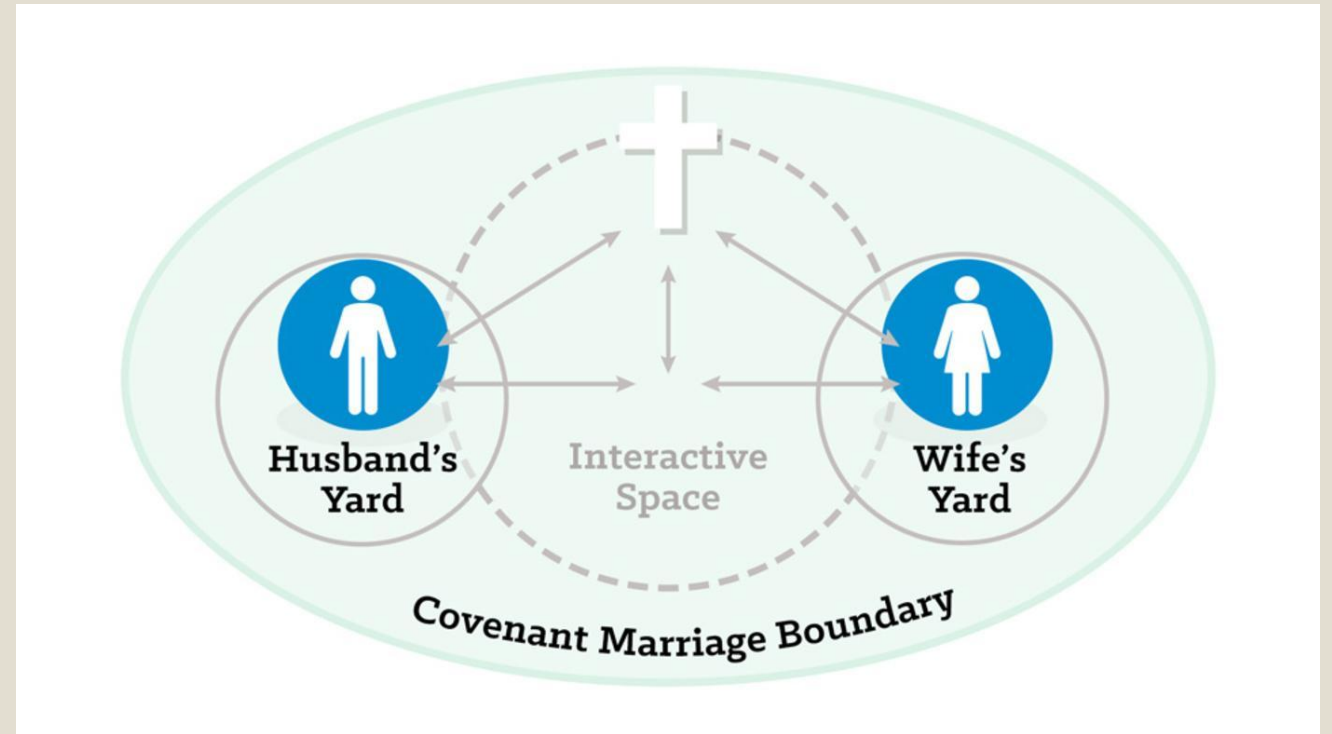 Husband's
Yard
Interactive
Space
Wife's
Yard
Covenant Marriage Boundary